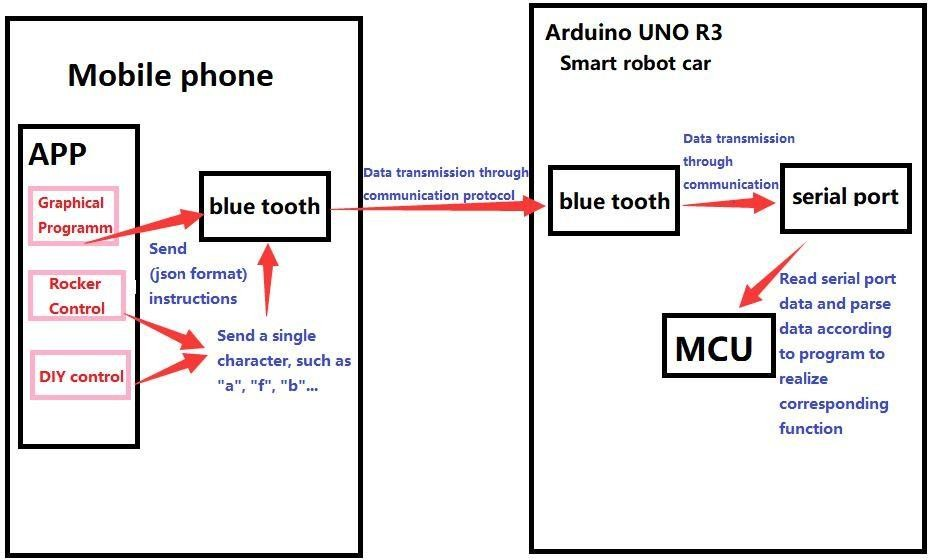 Mobile phone
APP
Graphical
Programm
Rocker
Control
DIY control
blue tooth
Send
(json format)
instructions
Send a single
character, such as
"a", "f", "b"...
Data transmission through
communication protocol
Arduino UNO R3
Smart robot car
blue tooth
Data transmission
through
communication
serial port
MCU
Read serial port
data and parse
data according
to program to
realize
corresponding
function